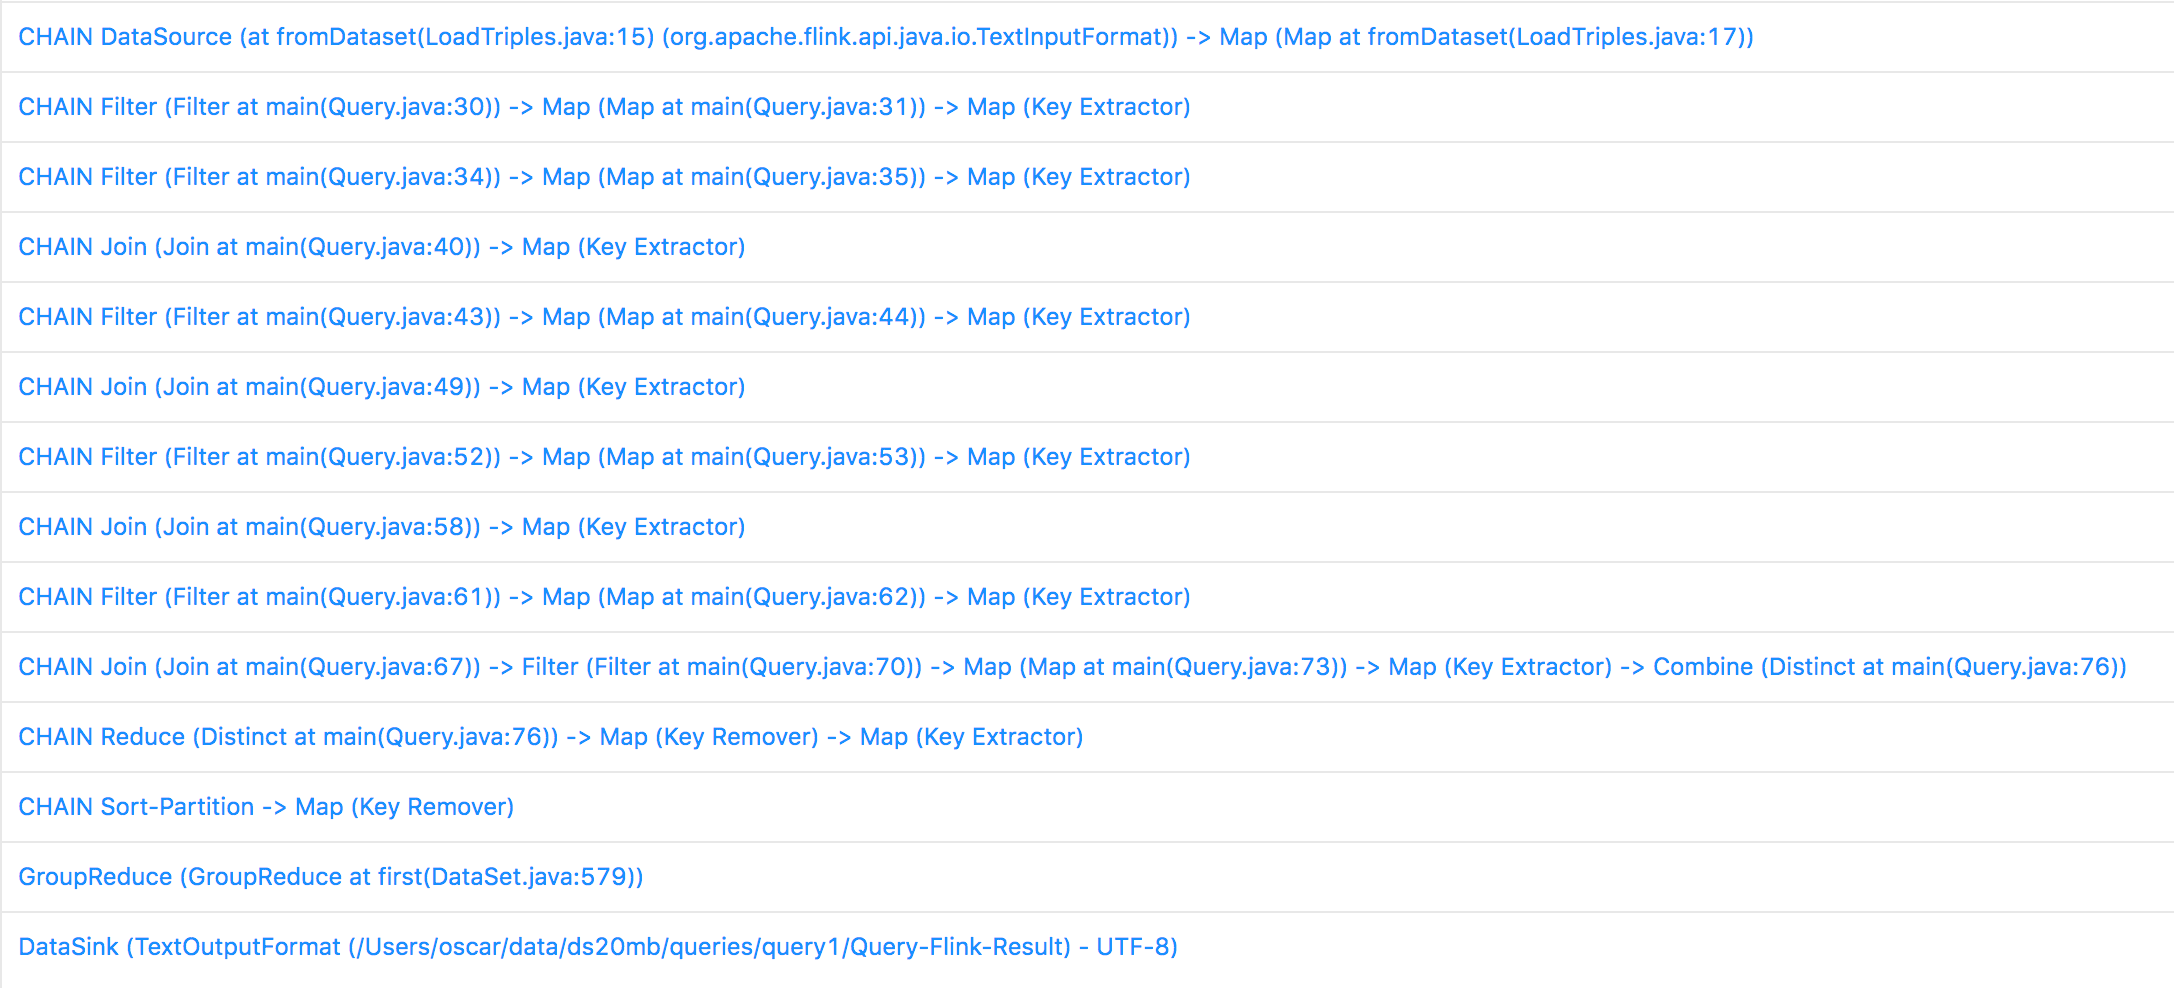 CHAIN DataSource (at fromDataset(LoadTriples.java:15) (org.apache.flink.api.java.io.TextInputFormat)) -> Map (Map at fromDataset(LoadTriples.java:17))
CHAIN Filter (Filter at main(Query.java:30)) -> Map (Map at main(Query.java:31)) -> Map (Key Extractor)
CHAIN Filter (Filter at main(Query.java:34)) -> Map (Map at main(Query.java:35)) -> Map (Key Extractor)
CHAIN Join (Join at main(Query.java:40)) -> Map (Key Extractor)
CHAIN Filter (Filter at main(Query.java:43)) -> Map (Map at main(Query.java:44)) -> Map (Key Extractor)
CHAIN Join (Join at main(Query.java:49)) -> Map (Key Extractor)
CHAIN Filter (Filter at main(Query.java:52)) -> Map (Map at main(Query.java:53)) -> Map (Key Extractor)
CHAIN Join (Join at main(Query.java:58)) -> Map (Key Extractor)
CHAIN Filter (Filter at main(Query.java:61)) -> Map (Map at main(Query.java:62)) -> Map (Key Extractor)
CHAIN Join (Join at main(Query.java:67)) -> Filter (Filter at main(Query.java:70)) -> Map (Map at main(Query.java:73)) -> Map (Key Extractor) -> Combine (Distinct at main(Query.java:76))
CHAIN Reduce (Distinct at main(Query.java:76)) -> Map (Key Remover) -> Map (Key Extractor)
CHAIN Sort-Partition -> Map (Key Remover)
GroupReduce (GroupReduce at first(DataSet.java:579))
DataSink (TextOutputFormat (/Users/oscar/data/ds20mb/queries/query1/Query-Flink-Result) - UTF-8)